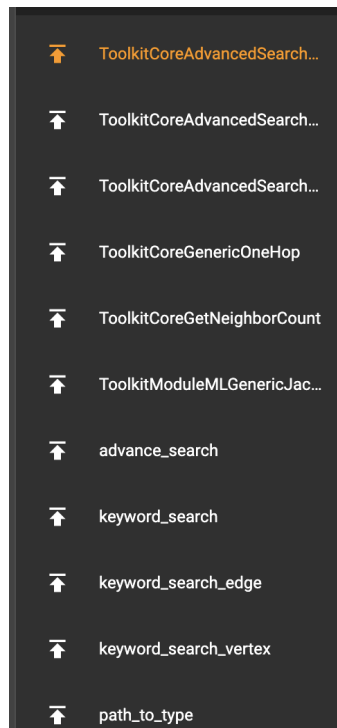 ToolkitCoreAdvancedSearch...
ToolkitCoreAdvancedSearch...
ToolkitCoreAdvancedSearch...
ToolkitCoreGenericOneHop
ToolkitCoreGetNeighborCount
ToolkitModuleMLGenericJac...
advance_search
keyword_search
keyword_search_edge
keyword_search_vertex
path_to_type